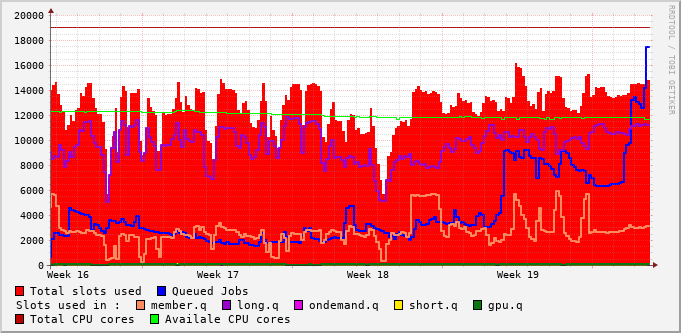 20000
18000
16000
14000
12000
10000
8000
6000
4000
2000
0
Week 16 Week 17 Week 18 Week 19
RRDTOOL / TOBI OETIKER
Total slots used Queued Jobs
Slots used in : member.q long.q ondemand.q short.q gpu.q
Total CPU cores Availale CPU cores